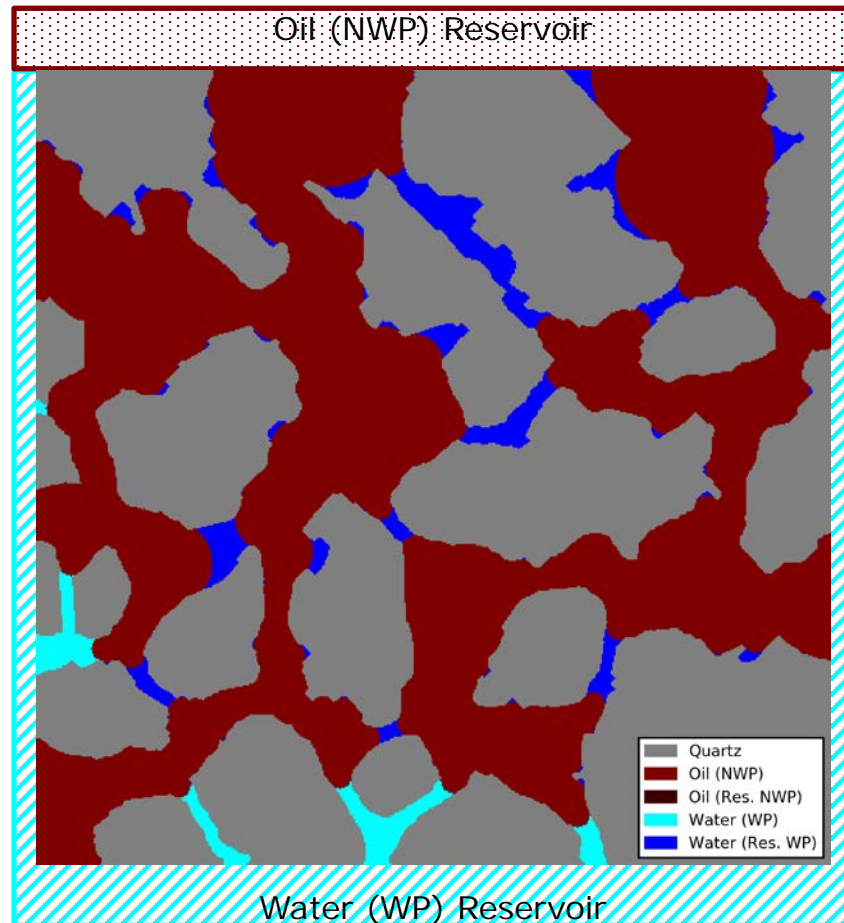 Oil (NWP) Reservoir
Quartz
Oil (NWP)
Oil (Res. NWP)
Water (WP)
Water (Res. WP)
Water (WP) Reservoir